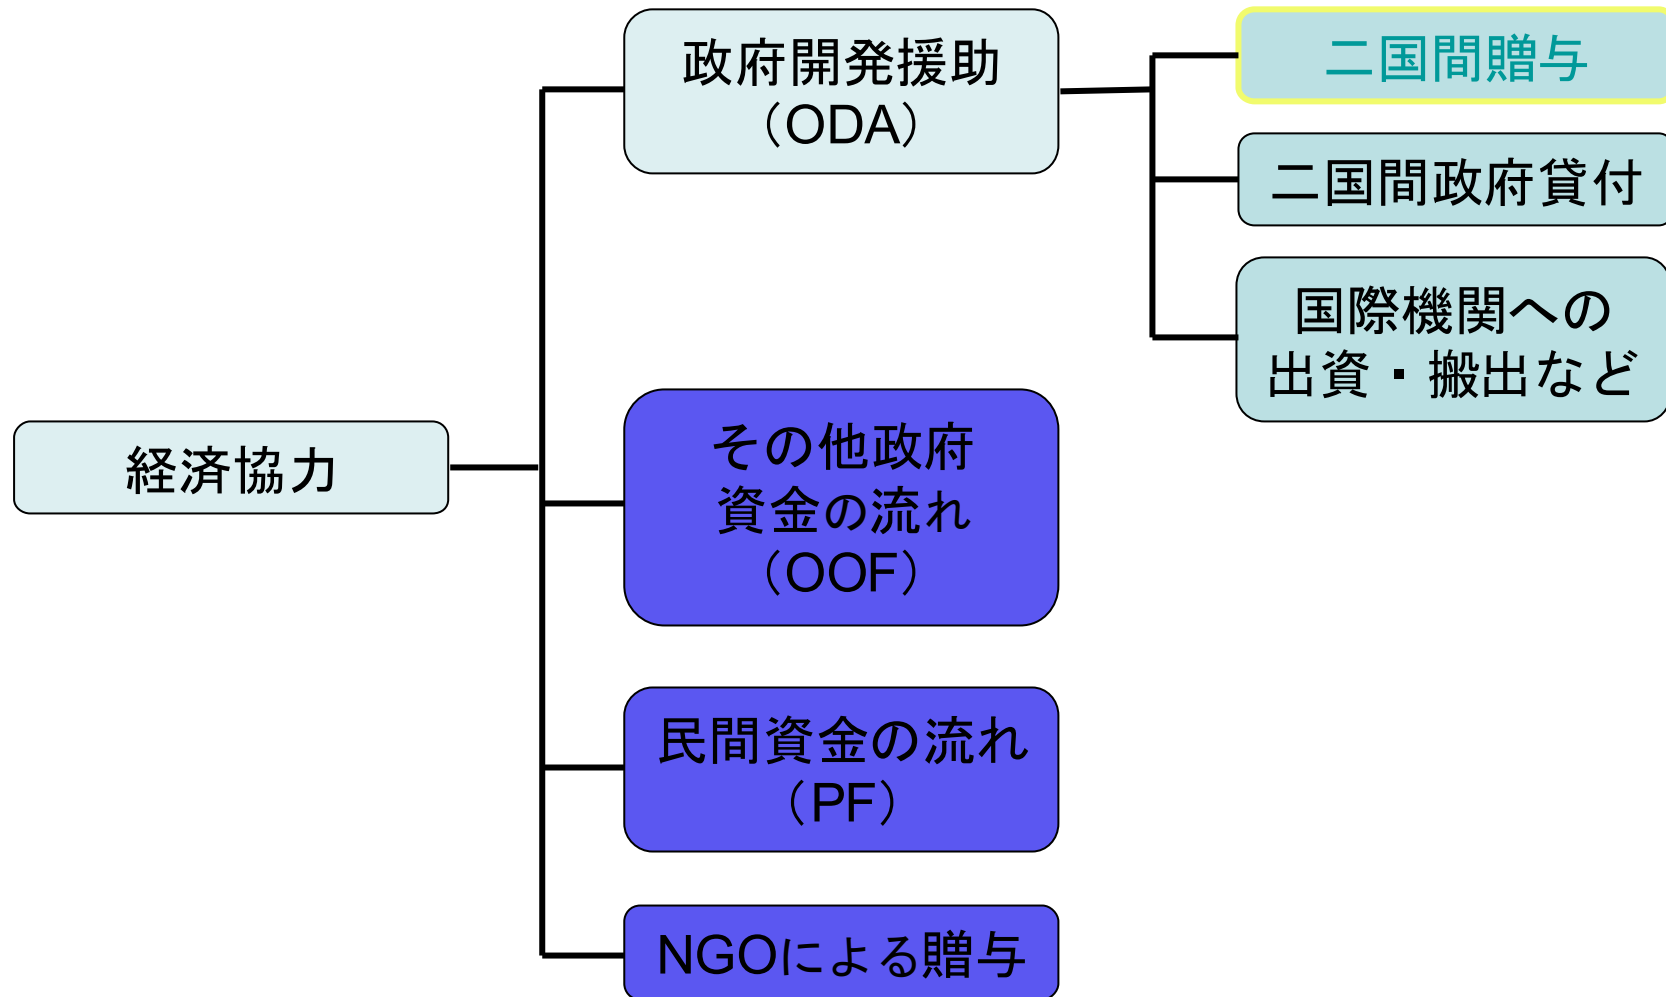 経済協力
政府開発援助
（ODA）
その他政府
資金の流れ
（OOF）
民間資金の流れ
（PF）
NGOによる贈与
二国間贈与
二国間政府貸付
国際機関への
出資・搬出など